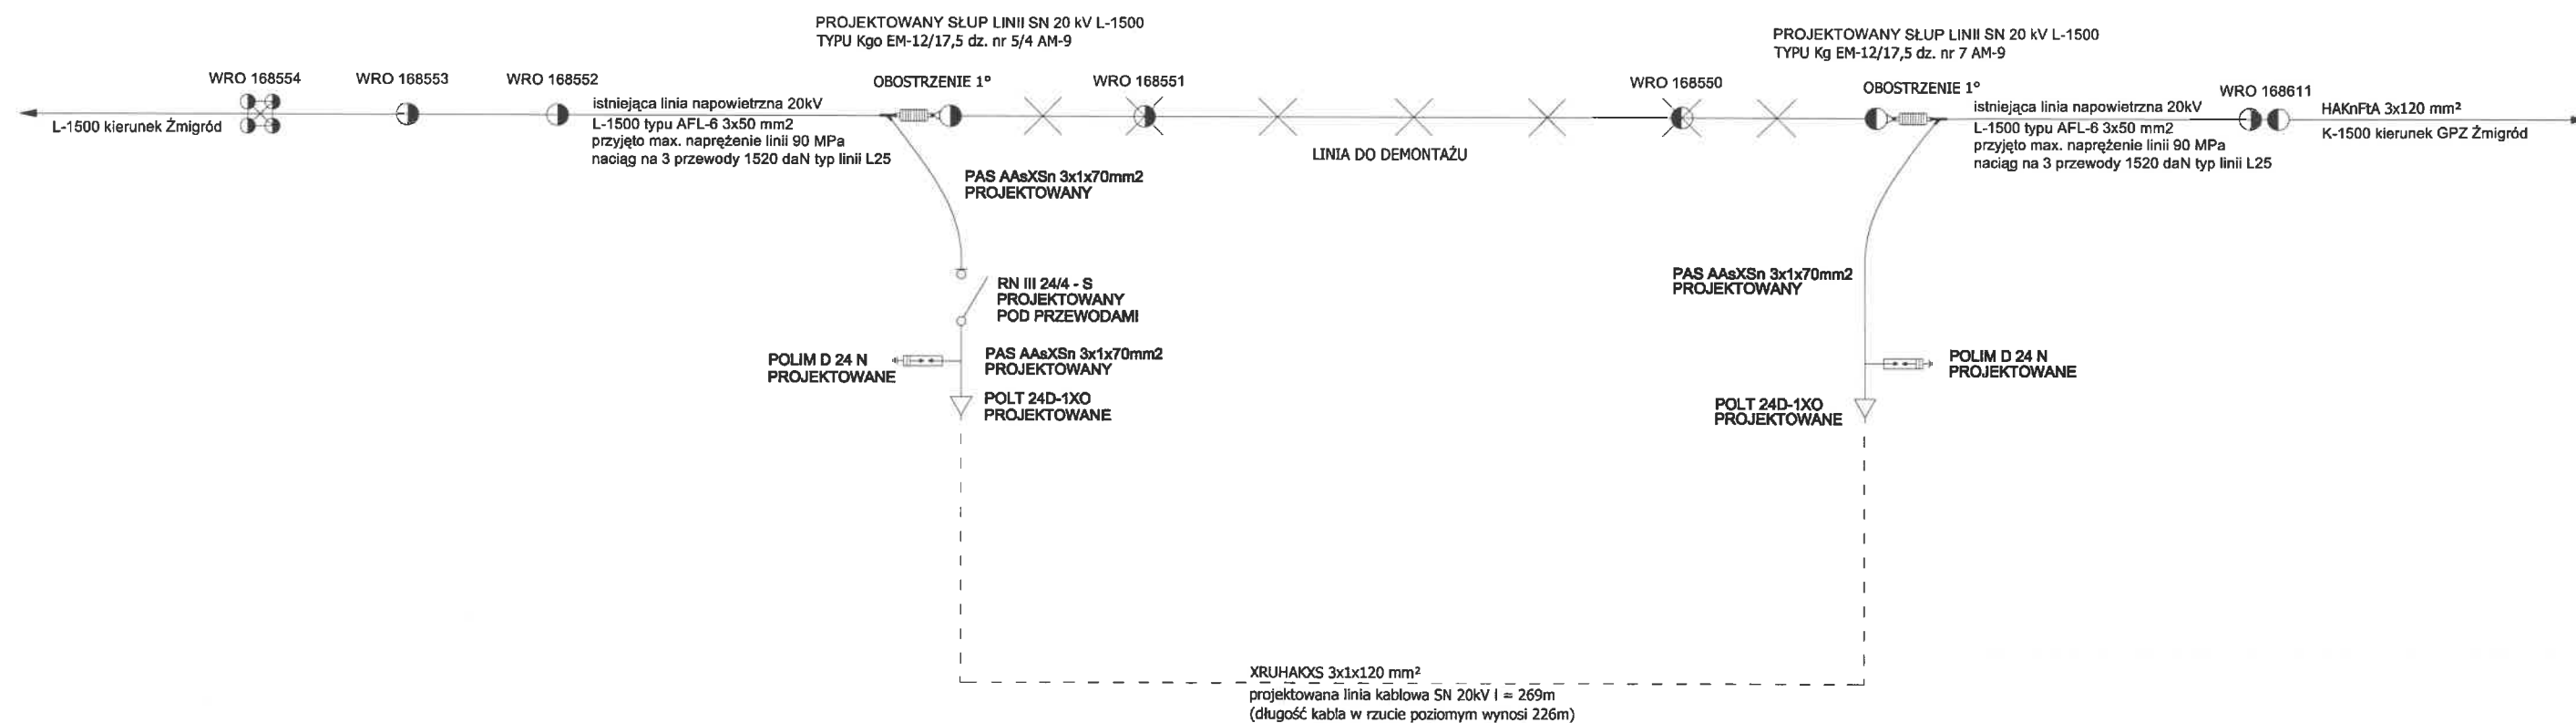 PROJEKTOWANY SŁUP LINII SN 20 kV L-1500
TYPU Kgo EM-12/17,5 dz. nr 5/4 AM-9
PROJEKTOWANY SŁUP LINII SN 20 kV L-1500
TYPU Kg EM-12/17,5 dz. nr 7 AM-9
WRO 168554
WRO 168553
WRO 168552
OBOSTRZENIE 1°
WRO 168551
WRO 168550
OBOSTRZENIE 1°
WRO 168611
L-1500 kierunek Żmigród
istniejąca linia napowietrzna 20kV
L-1500 typu AFL-6 3x50 mm2
przyjęto max. naprężenie linii 90 MPa
naciąg na 3 przewody 1520 daN typ linii L25
LINIA DO DEMONTAŻU
istniejąca linia napowietrzna 20kV
L-1500 typu AFL-6 3x50 mm2
przyjęto max. naprężenie linii 90 MPa
naciąg na 3 przewody 1520 daN typ linii L25
HAKnFtA 3x120 mm²
K-1500 kierunek GPZ Żmigród
PAS AAsXSn 3x1x70mm2
PROJEKTOWANY
RN III 24/4 - S
PROJEKTOWANY
POD PRZEWODAMI
POLIM D 24 N
PROJEKTOWANE
PAS AAsXSn 3x1x70mm2
PROJEKTOWANY
POLT 24D-1XO
PROJEKTOWANE
PAS AAsXSn 3x1x70mm2
PROJEKTOWANY
POLIM D 24 N
PROJEKTOWANE
POLT 24D-1XO
PROJEKTOWANE
XRUHAKXS 3x1x120 mm²
projektowana linia kablowa SN 20kV l = 269m
(długość kabla w rzucie poziomym wynosi 226m)